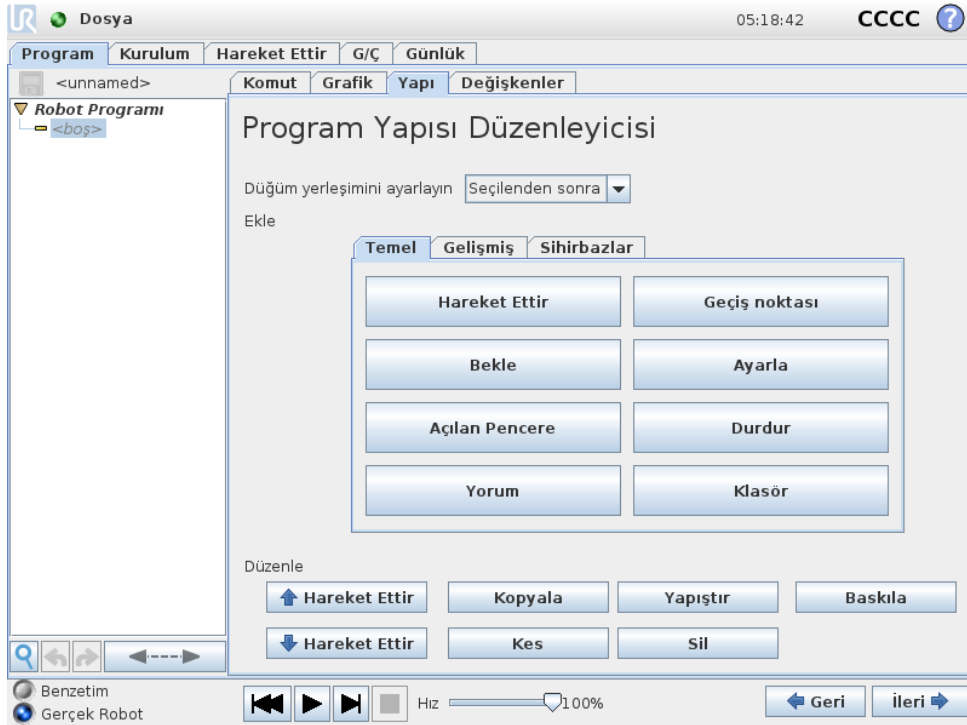 UR Dosya 05:18:42 CCCC ?
Program Kurulum Hareket Ettir G/Ç Günlük
<unnamed> Komut Grafik Yapı Değişkenler
Robot Programı
<boş>
Program Yapısı Düzenleyicisi
Düğüm yerleşimini ayarlayın Seçilenden sonra
Ekle
Temel Gelişmiş Sihirbazlar
Hareket Ettir Geçiş noktası
Bekle Ayarla
Açılan Pencere Durdur
Yorum Klasör
Düzenle
Hareket Ettir Kopyala Yapıştır Baskıla
Hareket Ettir Kes Sil
Benzetim
Gerçek Robot
Hız 100% Geri İleri